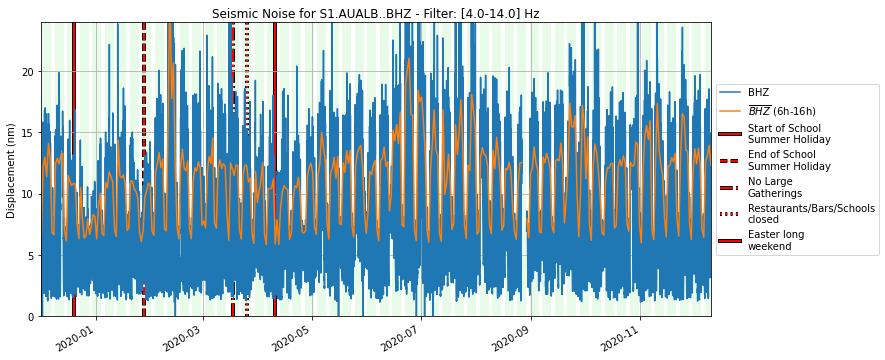 Seismic Noise for S1.AUALB..BHZ - Filter: [4.0-14.0] Hz
Displacement (nm)
20
15
10
5
0
2020-01
2020-03
2020-05
2020-07
2020-09
2020-11
BHZ
BHZ (6h-16h)
Start of School
Summer Holiday
End of School
Summer Holiday
No Large
Gatherings
Restaurants/Bars/Schools
closed
Easter long
weekend